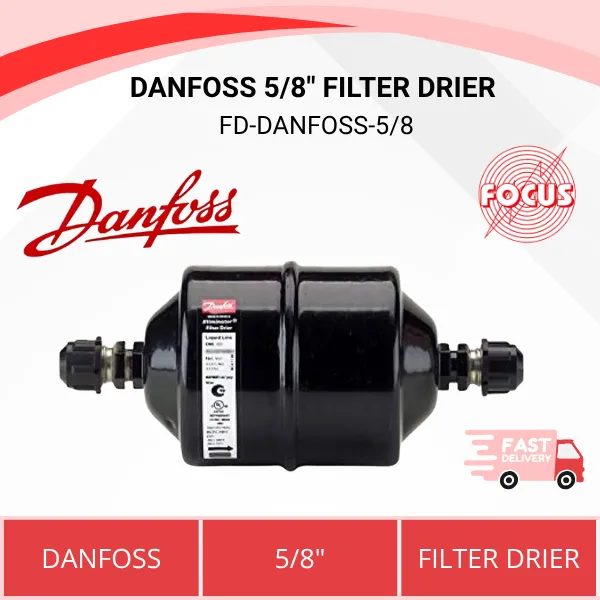 DANFOSS 5/8" FILTER DRIER
FD-DANFOSS-5/8
Danfoss
FOCUS
Danfoss
Eliminator®
Filter Drier
Liquid Line
FAST
DELIVERY
DANFOSS
5/8"
FILTER DRIER